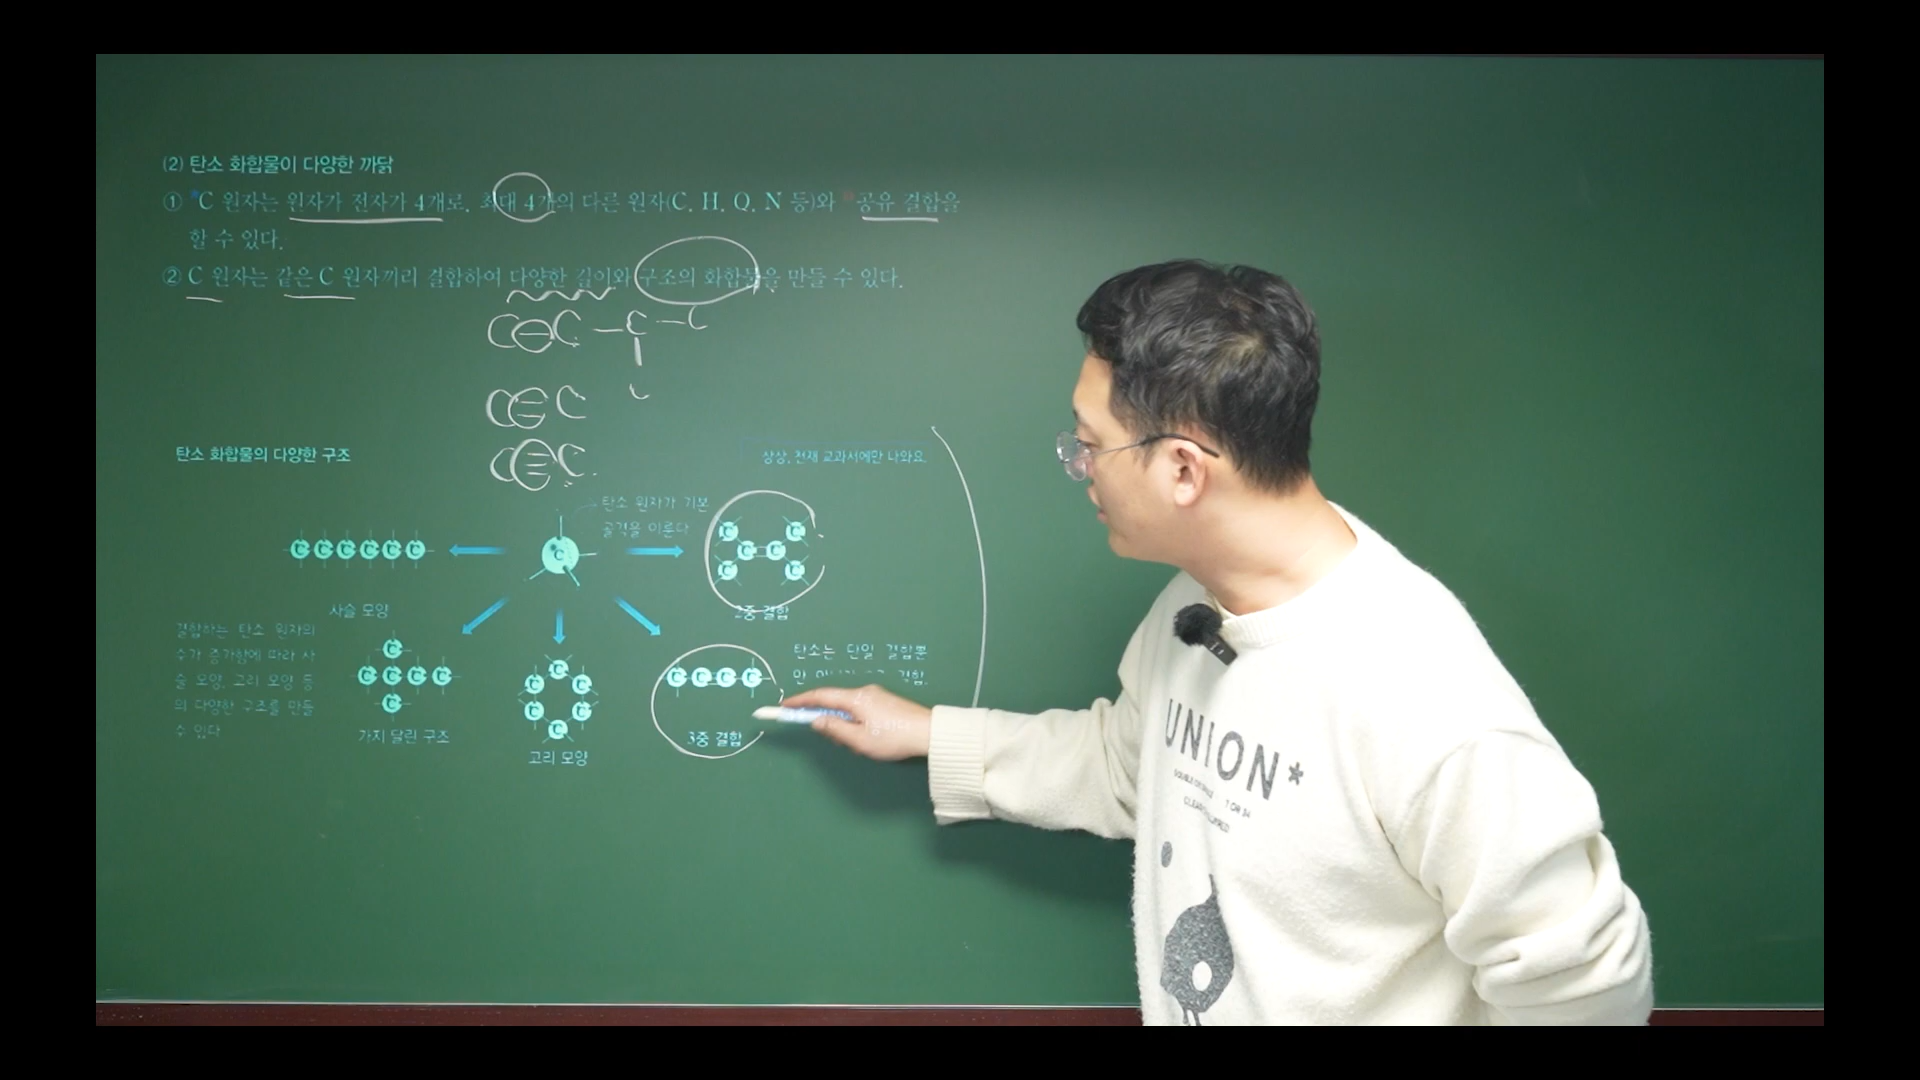 (2) 탄소 화합물이 다양한 까닭
① C 원자는 원자가 전자가 4개로, 최대 4개의 다른 원자(C, H, O, N 등)와 공유 결합을
할 수 있다.
② C 원자는 같은 C 원자끼리 결합하여 다양한 길이와 구조의 화합물을 만들 수 있다.
C=C-C-C
C
C≡C
C≡C
탄소 화합물의 다양한 구조
상상, 천재 교과서에만 나와요.
탄소 원자가 기본
골격을 이룬다
C C C C C C
C
C C
C C
C C
사슬 모양
2중 결합
결합하는 탄소 원자의
수가 증가함에 따라 사
슬 모양, 고리 모양 등
의 다양한 구조를 만들
수 있다
C
C C C C
C
가지 달린 구조
C
C C
C C
C
고리 모양
C C C C
3중 결합
탄소는 단일 결합뿐
만 결합,
UNION*